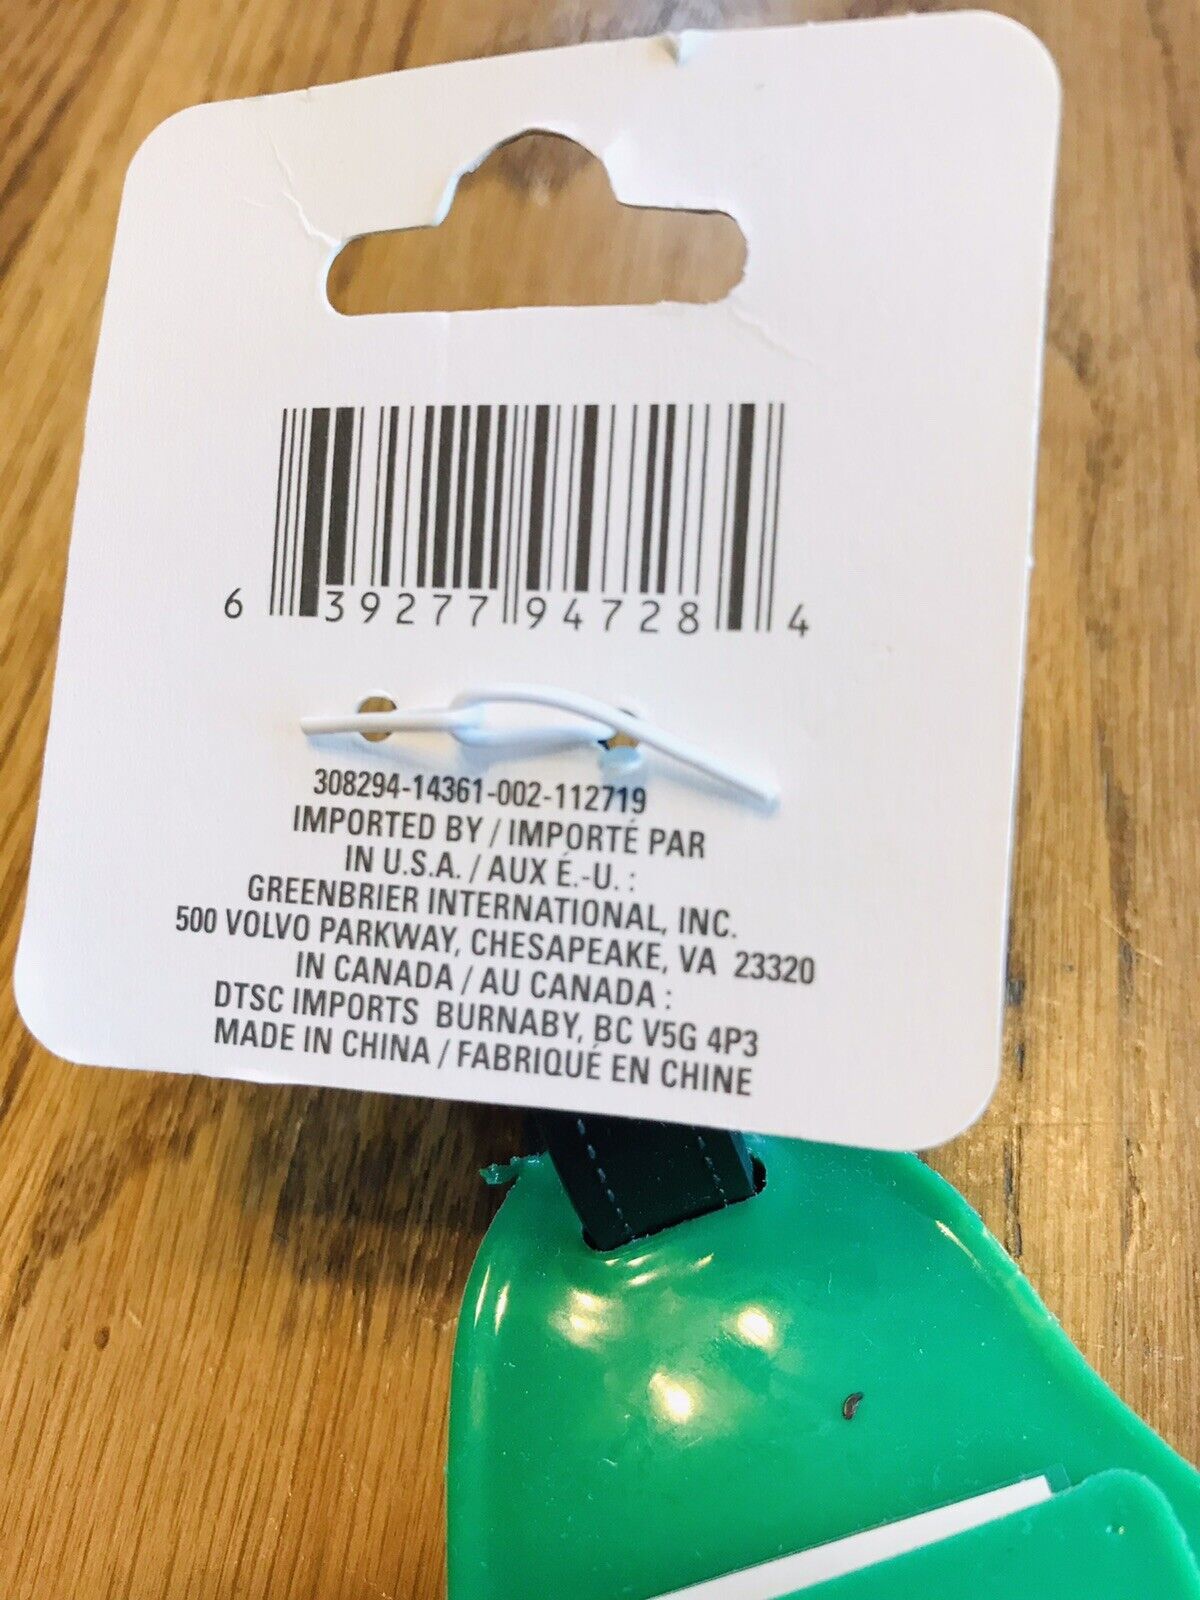 6 39277 94728 4
308294-14361-002-112719
IMPORTED BY / IMPORTÉ PAR
IN U.S.A. / AUX É.-U. :
GREENBRIER INTERNATIONAL, INC.
500 VOLVO PARKWAY, CHESAPEAKE, VA 23320
IN CANADA / AU CANADA :
DTSC IMPORTS BURNABY, BC V5G 4P3
MADE IN CHINA / FABRIQUÉ EN CHINE